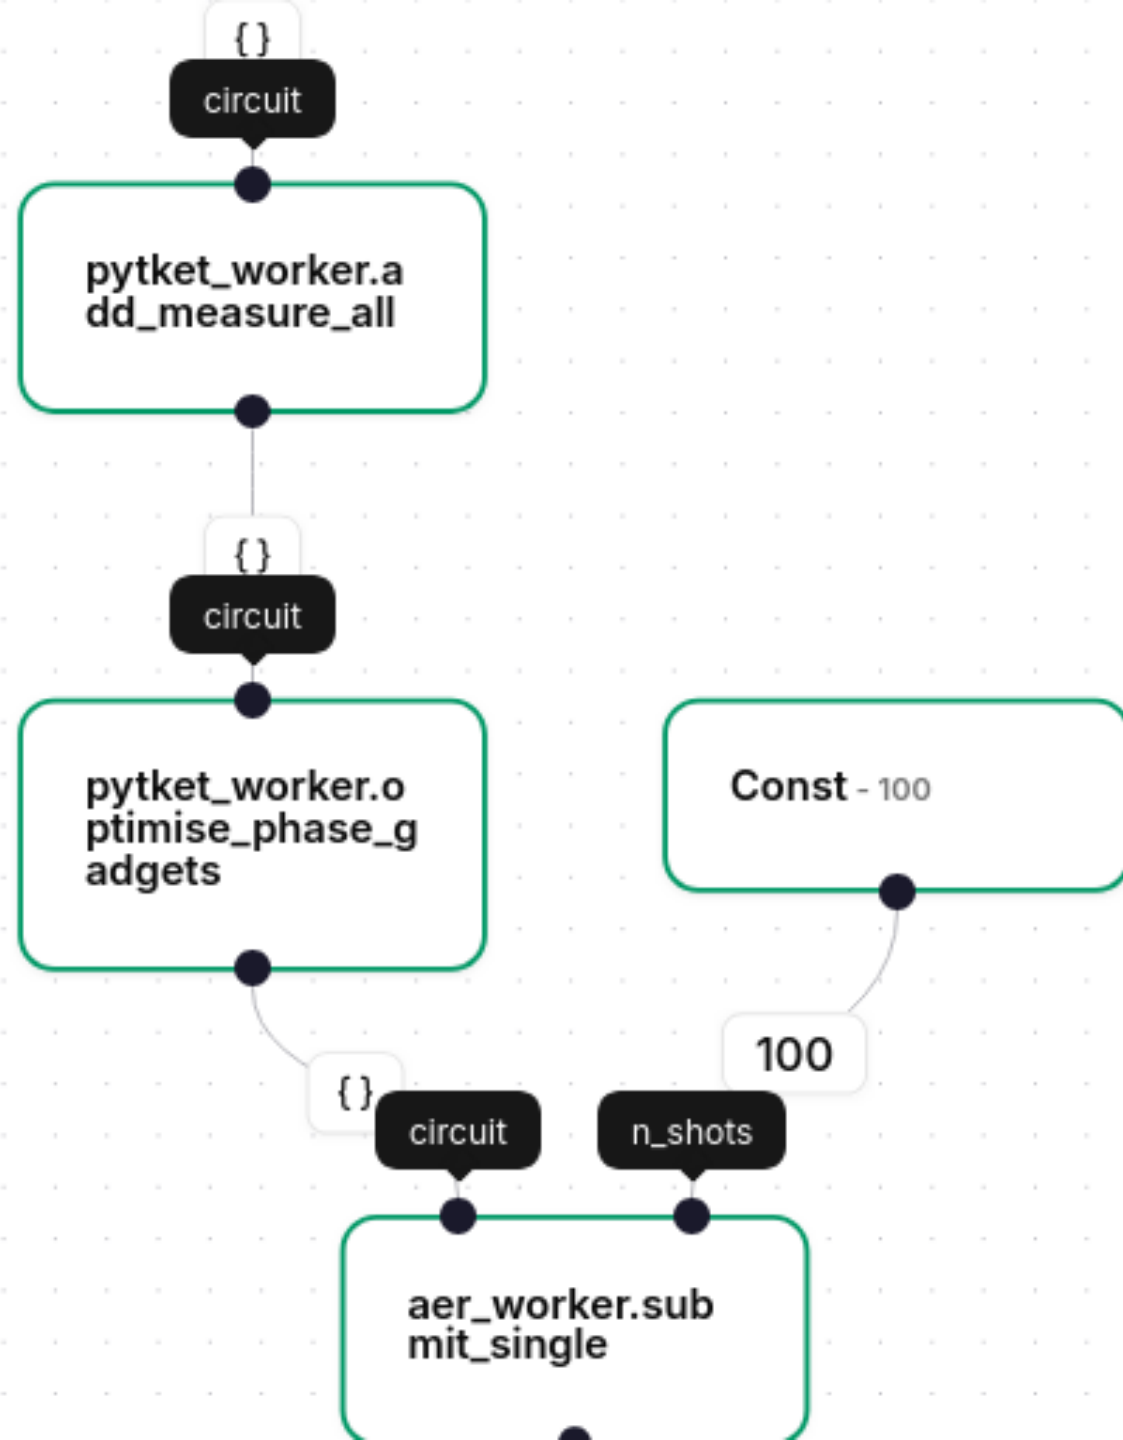 {}
circuit
pytket_worker.a
dd_measure_all
{}
circuit
pytket_worker.o
ptimise_phase_g
adgets
Const - 100
{}
100
circuit
n_shots
aer_worker.sub
mit_single